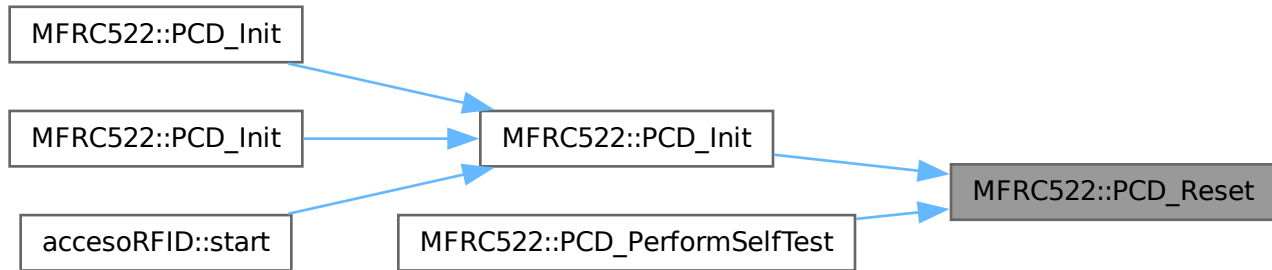 MFRC522::PCD_Init
MFRC522::PCD_Init
accesoRFID::start
MFRC522::PCD_Init
MFRC522::PCD_PerformSelfTest
MFRC522::PCD_Reset